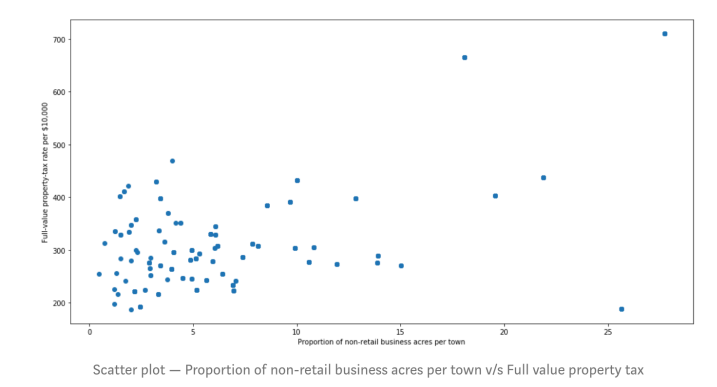 700
600
500
400
300
200
Full-value property-tax rate per $10,000
0 5 10 15 20 25
Proportion of non-retail business acres per town
Scatter plot — Proportion of non-retail business acres per town v/s Full value property tax